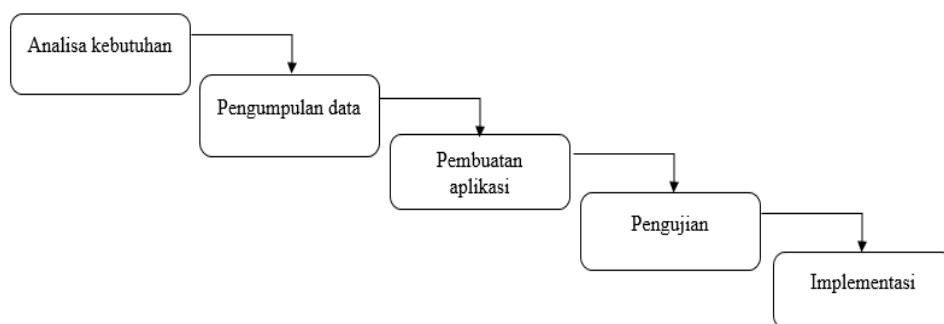 Analisa kebutuhan
Pengumpulan data
Pembuatan
aplikasi
Pengujian
Implementasi